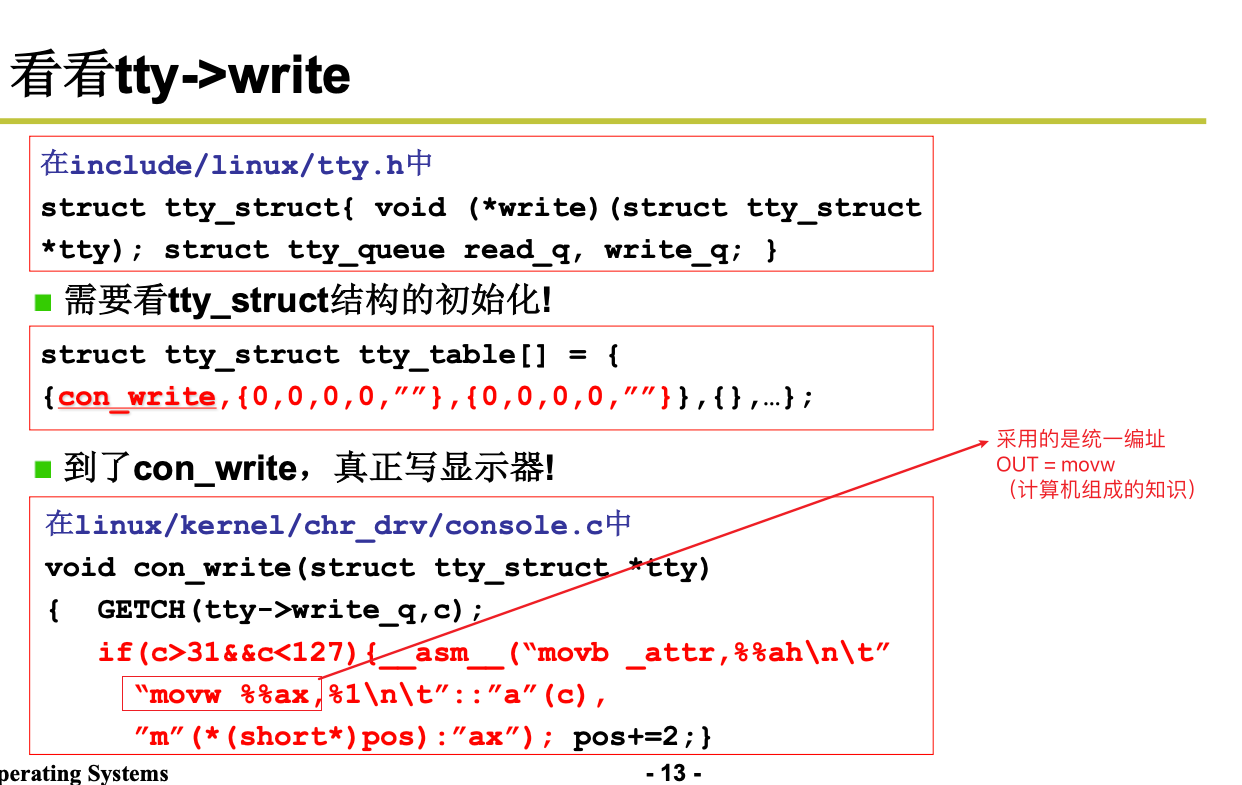 看看tty->write
在include/linux/tty.h中
struct tty_struct{ void (*write)(struct tty_struct
*tty); struct tty_queue read_q, write_q; }
需要看tty_struct结构的初始化!
struct tty_struct tty_table[] = {
{con_write,{0,0,0,0,””},{0,0,0,0,””}},{},…};
到了con_write，真正写显示器!
采用的是统一编址
OUT = movw
（计算机组成的知识）
在linux/kernel/chr_drv/console.c中
void con_write(struct tty_struct *tty)
{ GETCH(tty->write_q,c);
if(c>31&&c<127){__asm__(“movb _attr,%%ah\n\t”
“movw %%ax,%1\n\t”::”a”(c),
”m”(*(short*)pos):”ax”); pos+=2;}
perating Systems
- 13 -